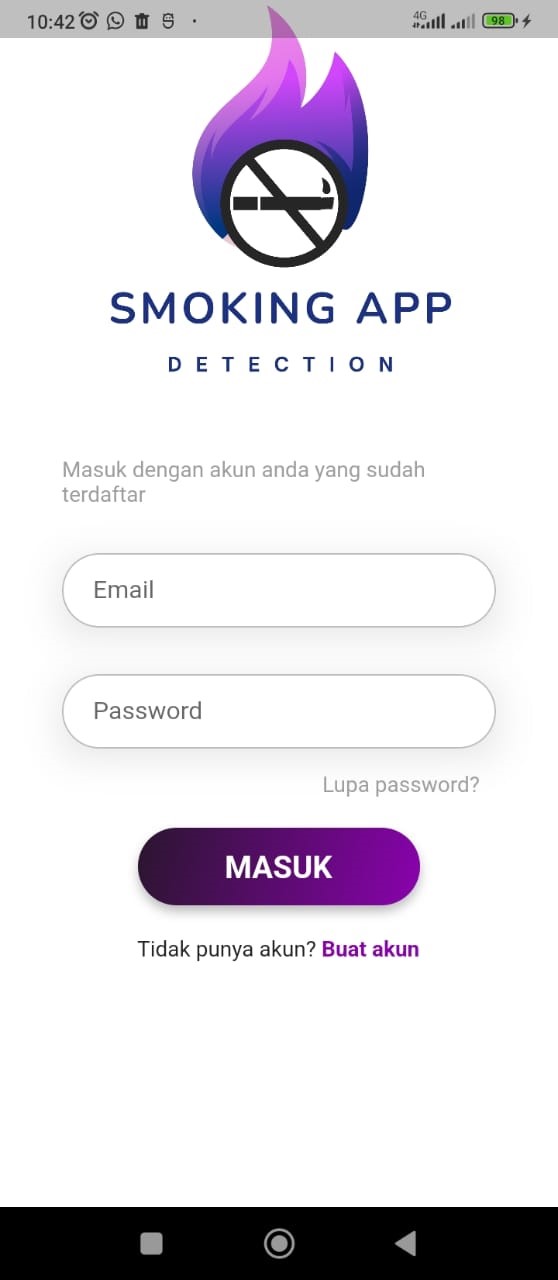 10:42
4G
98
SMOKING APP
DETECTION
Masuk dengan akun anda yang sudah
terdaftar
Email
Password
Lupa password?
MASUK
Tidak punya akun? Buat akun